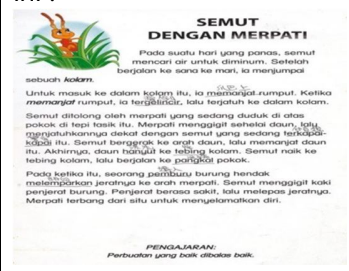 SEMUT
DENGAN MERPATI
Pada suatu hari yang panas, semut
mencari air untuk diminum. Setelah
berjalan ke sana ke mari, ia menjumpai
sebuah kolam.
Untuk masuk ke dalam kolam itu, ia memanjat rumput. Ketika
memanjat rumput, ia tergelincir, lalu terjatuh ke dalam kolam.
Semut ditolong oleh merpati yang sedang duduk di atas
pokok di tepi tasik itu. Merpati menggigit sehelai daun, lalu
menjatuhkannya dekat dengan semut yang sedang terkapai-
kapai itu. Semut bergerak ke arah daun, lalu memanjat daun
itu. Akhirnya, daun hanyut ke tebing kolam. Semut naik ke
tebing kolam, lalu berjalan ke pangkal pokok.
Pada ketika itu, seorang pemburu burung hendak
melemparkan jeratnya ke arah merpati. Semut menggigit kaki
penjerat burung. Penjerat berasa sakit, lalu melepas jeratnya.
Merpati terbang dari situ untuk menyelamatkan diri.
PENGAJARAN:
Perbuatan yang baik dibalas baik.